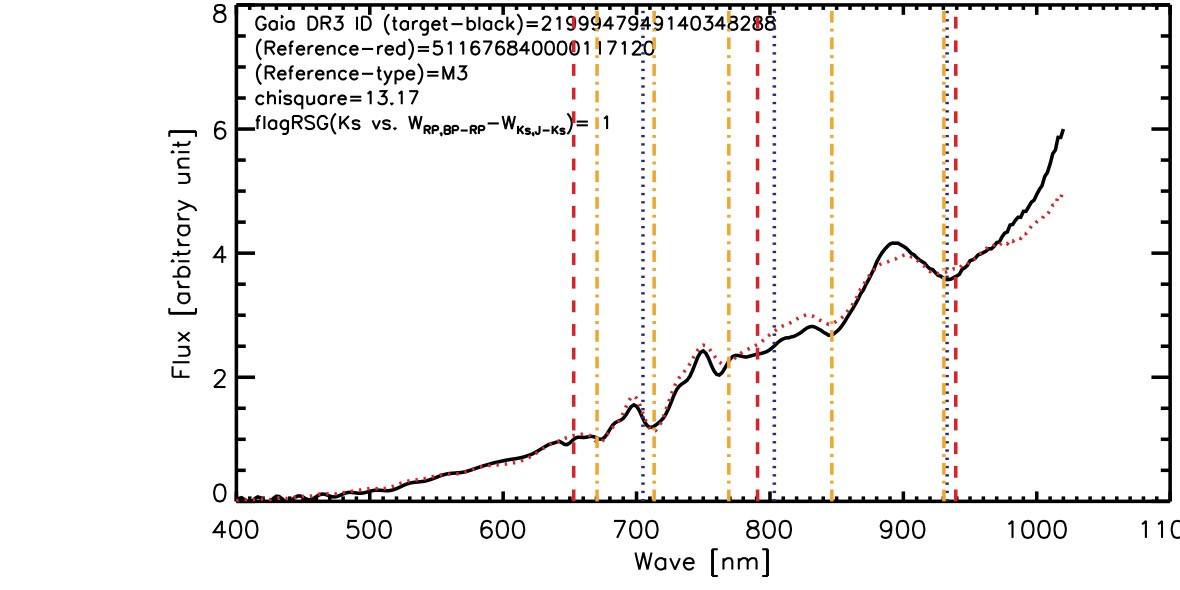 8
Gaia DR3 ID (target-black)=2199947949140348288
(Reference-red)=511676840000117120
(Reference-type)=M3
chisquare=13.17
flagRSG(Ks vs. W_RP,BP-RP-W_Ks,J-Ks)= 1
6
4
2
0
Flux [arbitrary unit]
400 500 600 700 800 900 1000 110
Wave [nm]